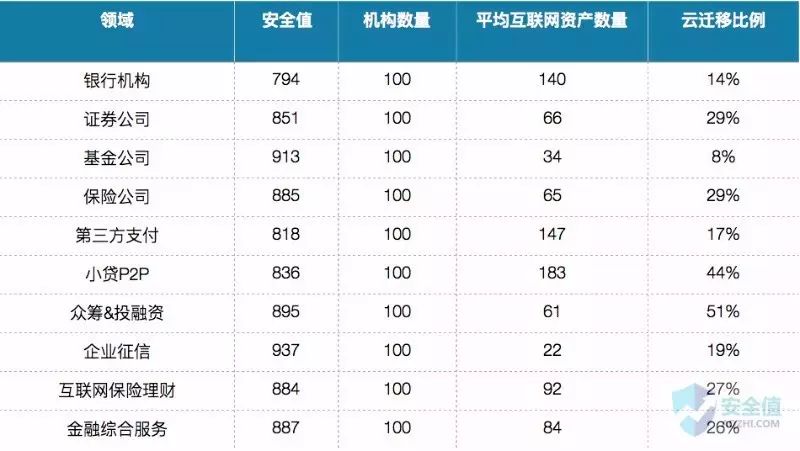 领域 安全值 机构数量 平均互联网资产数量 云迁移比例
银行机构 794 100 140 14%
证券公司 851 100 66 29%
基金公司 913 100 34 8%
保险公司 885 100 65 29%
第三方支付 818 100 147 17%
小贷P2P 836 100 183 44%
众筹&投融资 895 100 61 51%
企业征信 937 100 22 19%
互联网保险理财 884 100 92 27%
金融综合服务 887 100 84 26%
安全值